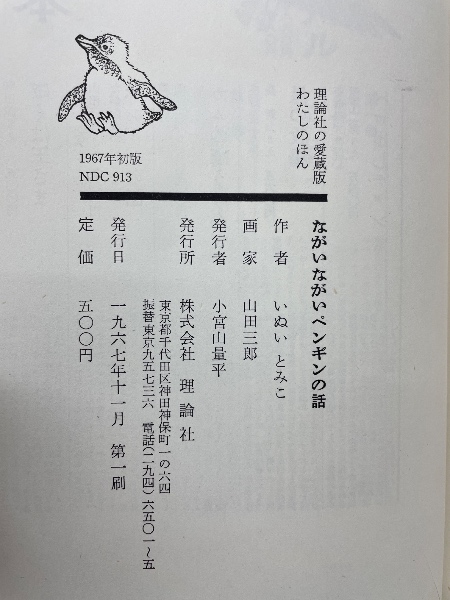 理論社の愛蔵版
わたしのほん
1967年初版
NDC 913
ながいながいペンギンの話
作者 いぬい とみこ
画家 山田三郎
発行者 小宮山量平
発行所 株式会社 理論社
東京都千代田区神田神保町一の六四
振替東京九五七三六 電話(二九四)六五〇一~五
発行日 一九六七年十一月 第一刷
定価 五〇〇円